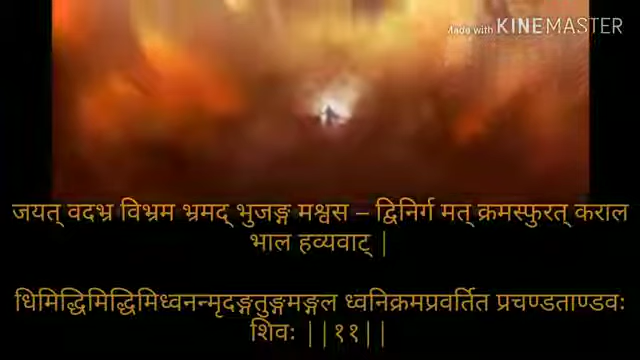 Made with KINEMASTER
जयत् वदभ्र विभ्रम भ्रमद् भुजङ्ग मश्वस – द्विनिर्ग मत् क्रमस्फुरत् कराल
भाल हव्यवाट् |
धिमिद्धिमिद्धिमिध्वनन्मृदङ्गतुङ्गमङ्गल ध्वनिक्रमप्रवर्तित प्रचण्डताण्डवः
शिवः ||११||